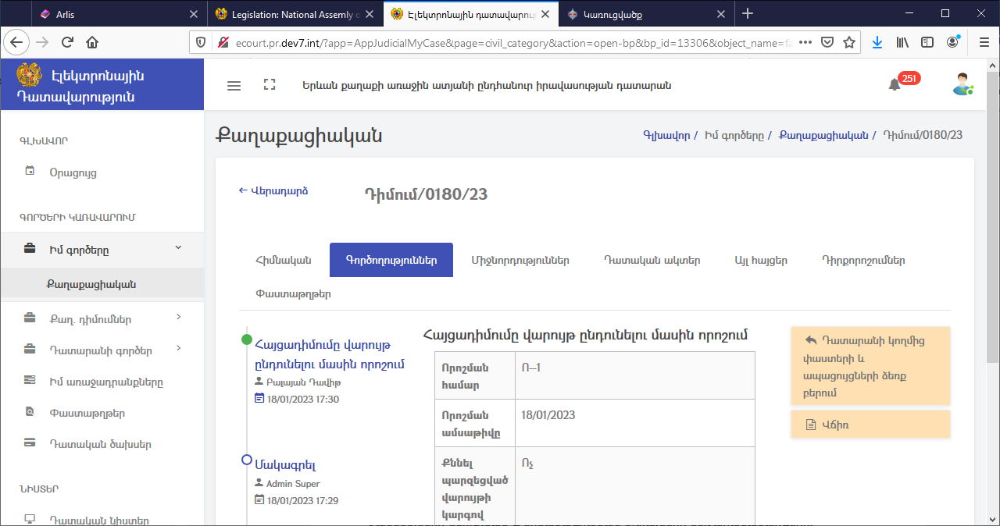 Arlis
Legislation: National Assemly o
Էլեկտրոնային դատավարու
Կառուցվածք
ecourt.pr.dev7.int/?app=AppJudicialMyCase&page=civil_category&action=open-bp&bp_id=13306&object_name=fa
Էլեկտրոնային
Դատավարություն
Երևան քաղաքի առաջին ատյանի ընդհանուր իրավասության դատարան
251
ԳԼԽԱՎՈՐ
Օրացույց
ԳՈՐԾԵՐԻ ԿԱՌԱՎԱՐՈՒՄ
Իմ գործերը
Քաղաքացիական
Քաղ. դիմումներ
Դատարանի գործեր
Իմ առաջադրանքները
Փաստաթղթեր
Դատական ծախսեր
ՆԻՍՏԵՐ
Դատական նիստեր
Քաղաքացիական
Գլխավոր / Իմ գործերը / Քաղաքացիական / Դիմում/0180/23
← Վերադարձ
Դիմում/0180/23
Հիմնական
Գործողություններ
Միջնորդություններ
Դատական ակտեր
Այլ հայցեր
Դիրքորոշումներ
Փաստաթղթեր
Հայցադիմումը վարույթ
ընդունելու մասին որոշում
Բալայան Դավիթ
18/01/2023 17:30
Մակագրել
Admin Super
18/01/2023 17:29
Հայցադիմումը վարույթ ընդունելու մասին որոշում
Որոշման
համար
Ո–1
Որոշման
ամսաթիվը
18/01/2023
Քննել
պարզեցված
վարույթի
կարգով
Ոչ
Դատարանի կողմից
փաստերի և
ապացույցների ձեռք
բերում
Վճիռ